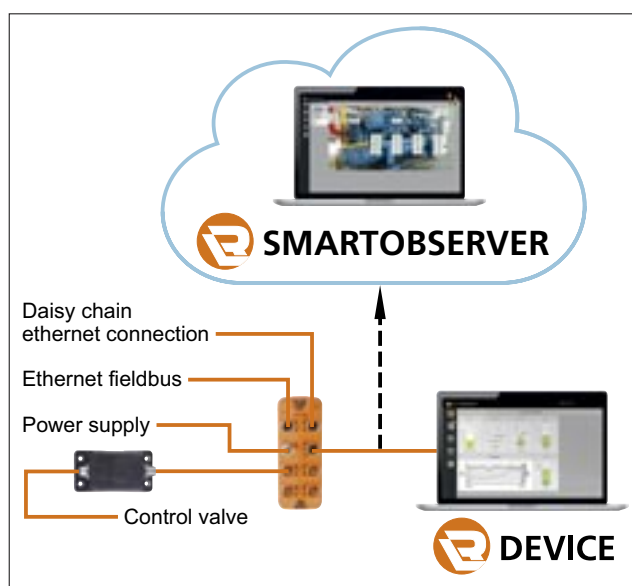 SMARTOBSERVER
Daisy chain
ethernet connection
Ethernet fieldbus
Power supply
Control valve
DEVICE